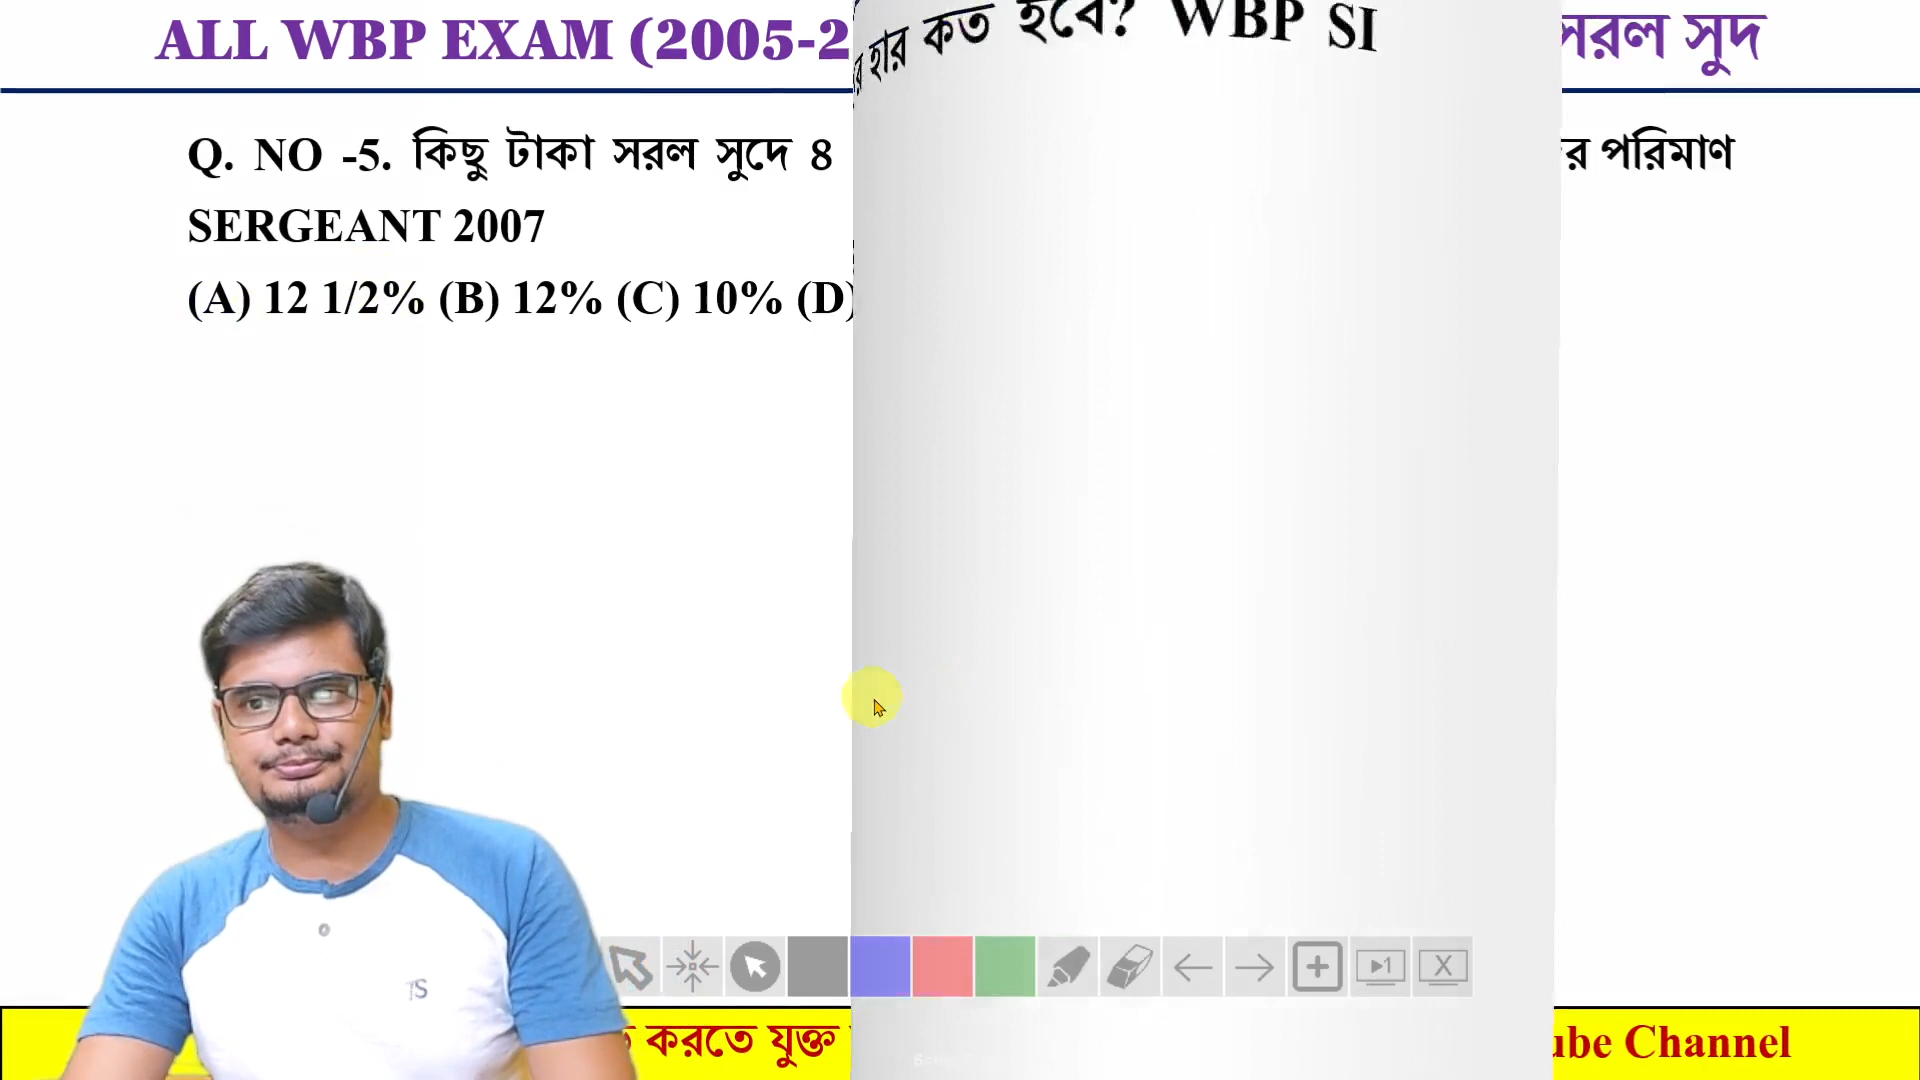 ALL WBP EXAM (2005-2
সরল সুদ
হার কত হবে? WBP SI
Q. NO -5. কিছু টাকা সরল সুদে 8
র পরিমাণ
SERGEANT 2007
(A) 12 1/2% (B) 12% (C) 10% (D)
TS
করতে যুক্ত
ube Channel